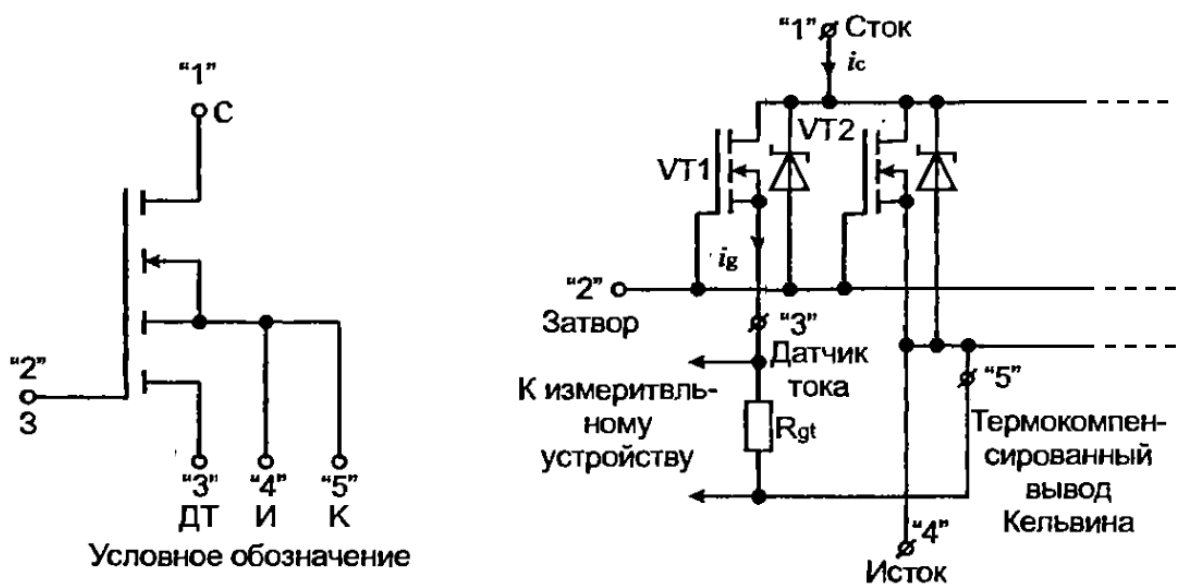 “1”
С
“2”
З
“3”
“4”
“5”
ДТ
И
К
Условное обозначение
“1”
Сток
ic
VT1
VT2
ig
“2”
Затвор
“3”
Датчик
тока
К измеритвль-
ному
устройству
Rgt
“5”
Термокомпен-
сированный
вывод
Кельвина
“4”
Исток